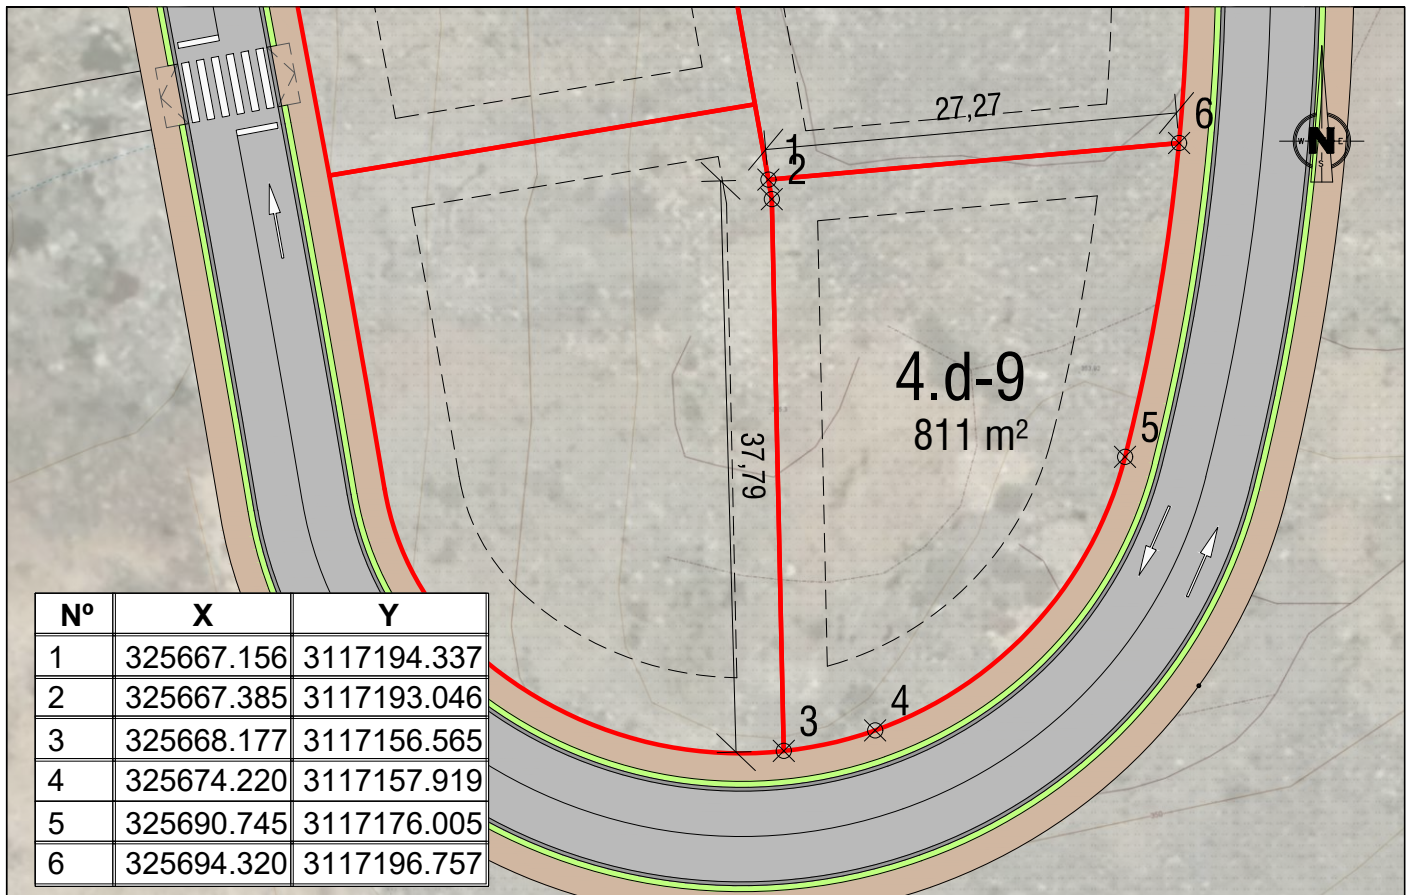 27,27
6
1
2
N
W
E
S
4.d-9
811 m²
5
37,79
3
4
Nº X Y
1 325667.156 3117194.337
2 325667.385 3117193.046
3 325668.177 3117156.565
4 325674.220 3117157.919
5 325690.745 3117176.005
6 325694.320 3117196.757